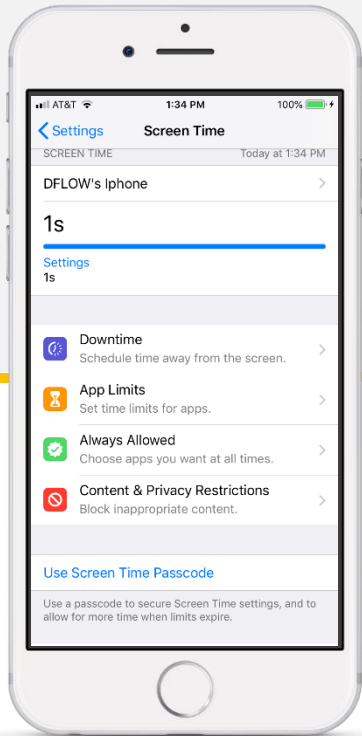 AT&T 1:34 PM 100%
Settings Screen Time
SCREEN TIME Today at 1:34 PM
DFLOW's Iphone
1s
Settings
1s
Downtime
Schedule time away from the screen.
App Limits
Set time limits for apps.
Always Allowed
Choose apps you want at all times.
Content & Privacy Restrictions
Block inappropriate content.
Use Screen Time Passcode
Use a passcode to secure Screen Time settings, and to
allow for more time when limits expire.